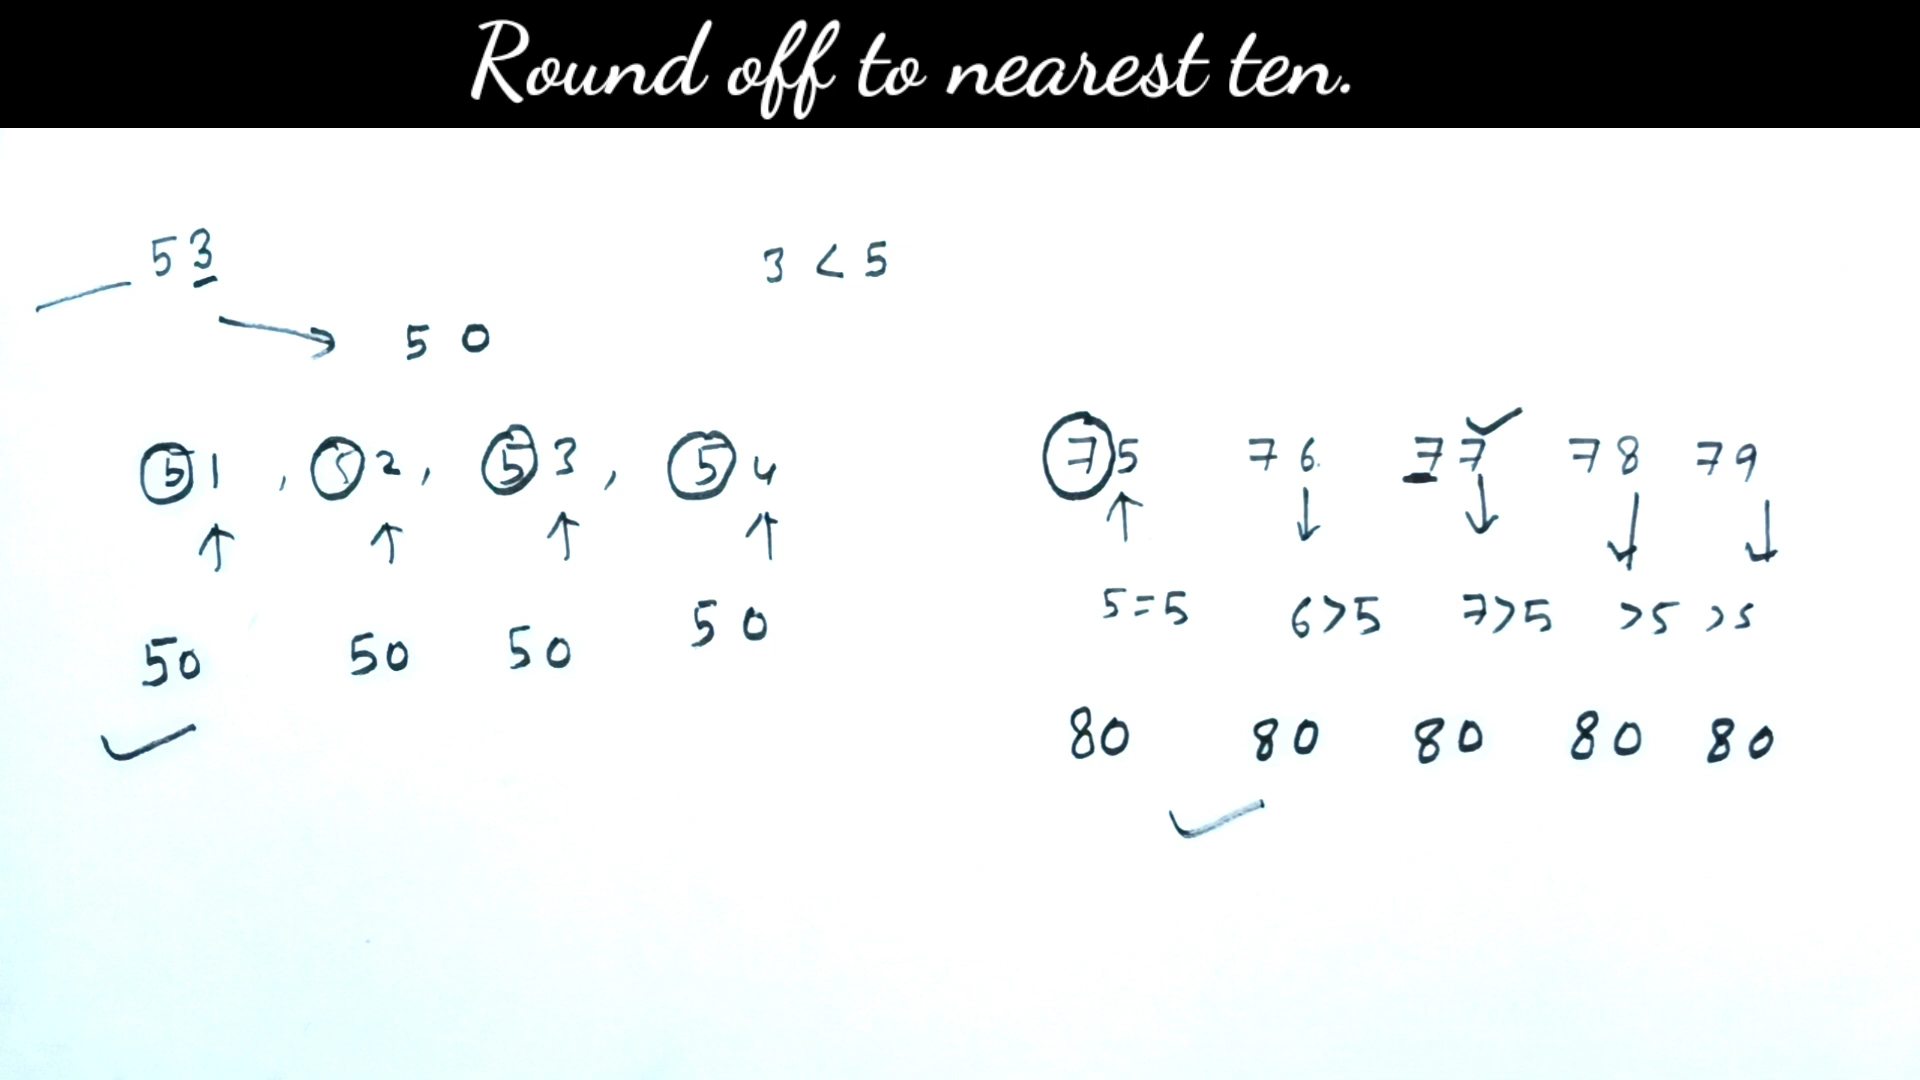 Round off to nearest ten.
53 3 < 5
50
51 , 52, 53 , 54
50 50 50 50
75 76 77 78 79
5=5 6>5 7>5 >5 >5
80 80 80 80 80